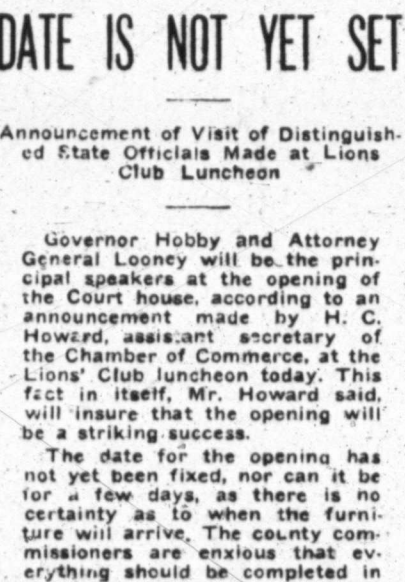 DATE IS NOT YET SET
Announcement of Visit of Distinguish-
ed State Officials Made at Lions
Club Luncheon
Governor Hobby and Attorney
General Looney will be the prin-
cipal speakers at the opening of
the Court house, according to an
announcement made by H. C.
Howard, assistant secretary of
the Chamber of Commerce, at the
Lions' Club luncheon today. This
fact in itself, Mr. Howard said,
will insure that the opening will
be a striking success.
The date for the opening has
not yet been fixed, nor can it be
for a few days, as there is no
certainty as to when the furni-
ture will arrive. The county com-
missioners are enxious that ev-
erything should be completed in